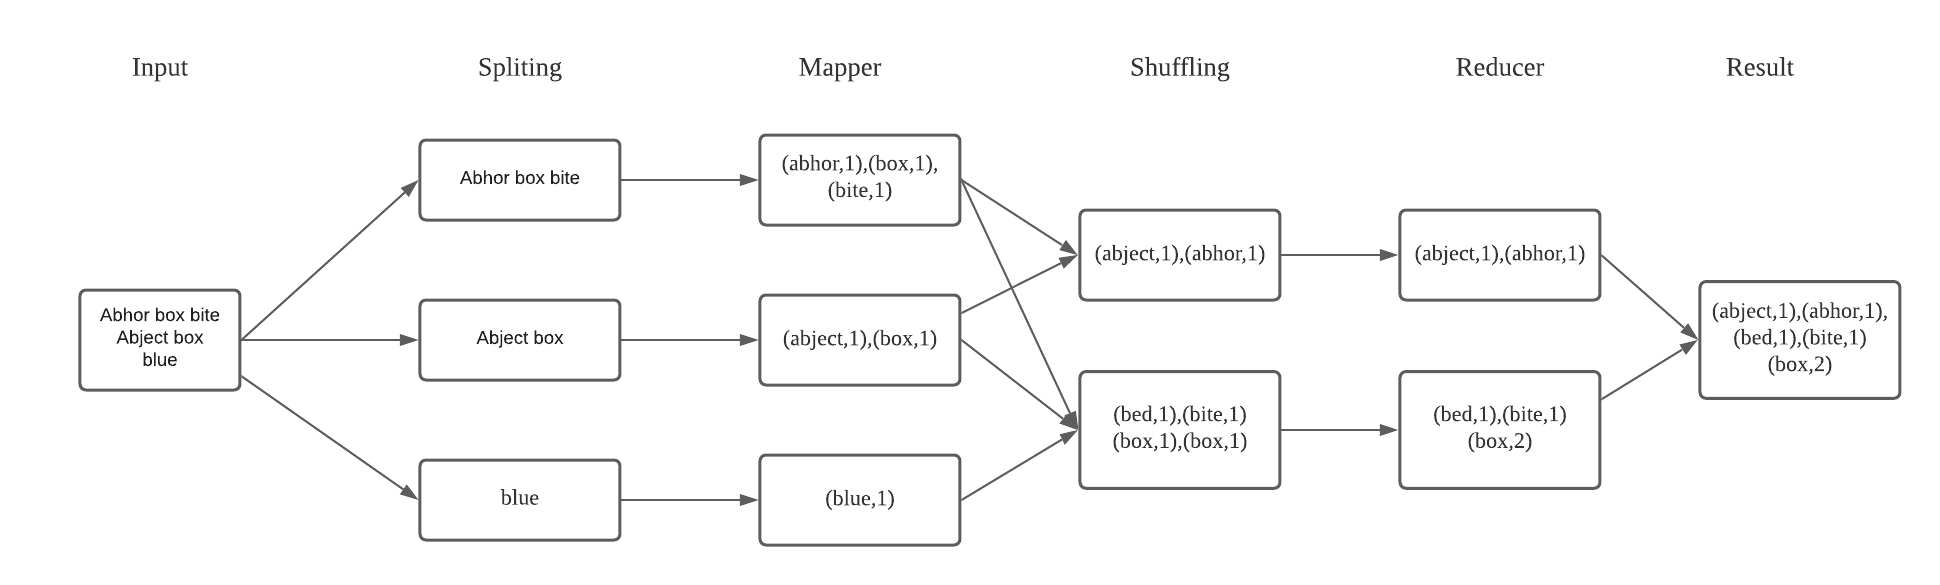 Input
Spliting
Mapper
Shuffling
Reducer
Result
Abhor box bite
Abject box
blue
Abhor box bite
Abject box
blue
(abhor,1),(box,1),
(bite,1)
(abject,1),(box,1)
(blue,1)
(abject,1),(abhor,1)
(bed,1),(bite,1)
(box,1),(box,1)
(abject,1),(abhor,1)
(bed,1),(bite,1)
(box,2)
(abject,1),(abhor,1),
(bed,1),(bite,1)
(box,2)